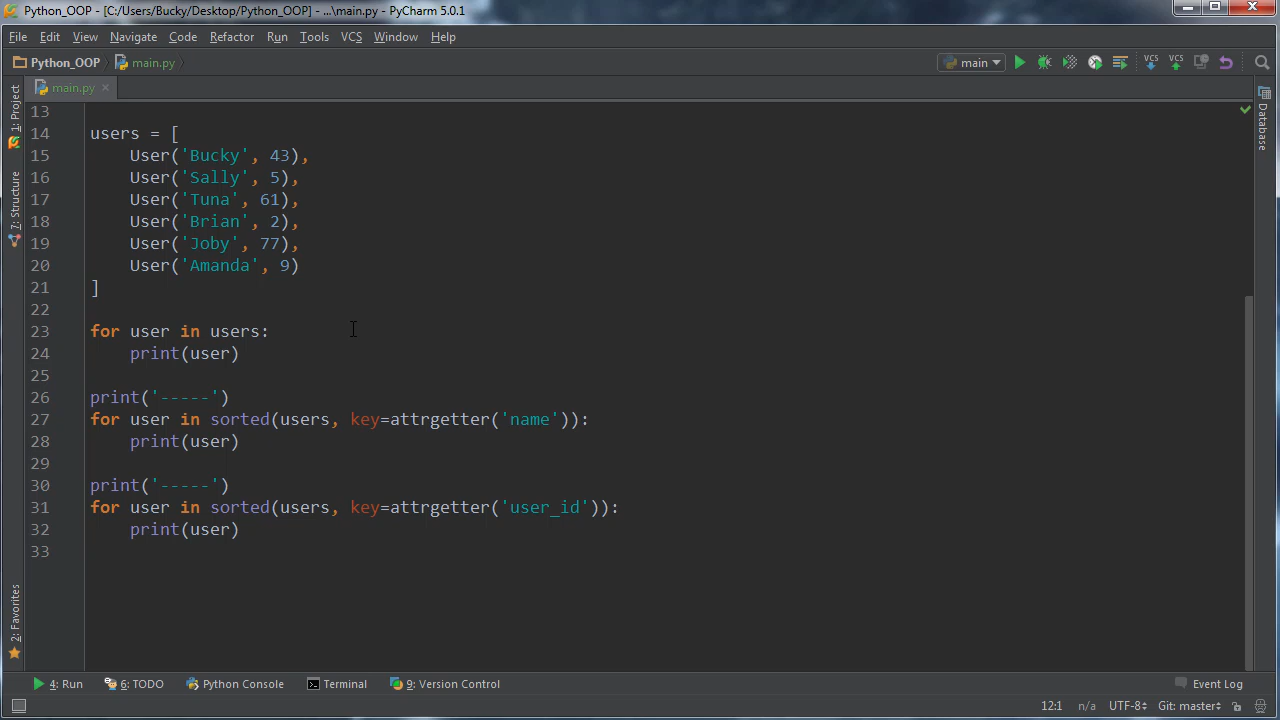 Python_OOP - [C:/Users/Bucky/Desktop/Python_OOP] - ...\main.py - PyCharm 5.0.1
File Edit View Navigate Code Refactor Run Tools VCS Window Help
Python_OOP main.py main VCS VCS
main.py
1: Project
7: Structure
2: Favorites
Database
13
14 users = [
15     User('Bucky', 43),
16     User('Sally', 5),
17     User('Tuna', 61),
18     User('Brian', 2),
19     User('Joby', 77),
20     User('Amanda', 9)
21 ]
22
23 for user in users:
24     print(user)
25
26 print('-----')
27 for user in sorted(users, key=attrgetter('name')):
28     print(user)
29
30 print('-----')
31 for user in sorted(users, key=attrgetter('user_id')):
32     print(user)
33
4: Run 6: TODO Python Console Terminal 9: Version Control Event Log
12:1 n/a UTF-8 Git: master